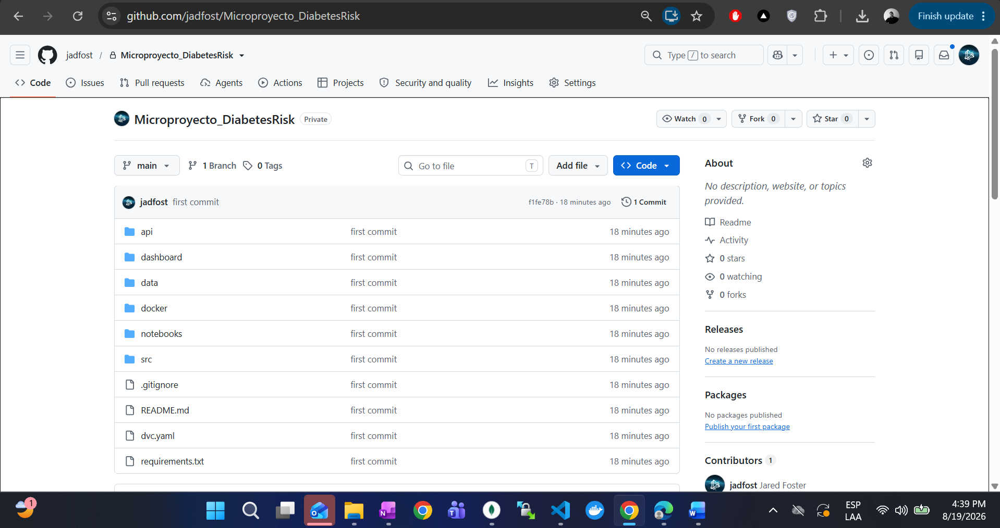 github.com/jadfost/Microproyecto_DiabetesRisk
Finish update
jadfost / Microproyecto_DiabetesRisk
Type / to search
Code
Issues
Pull requests
Agents
Actions
Projects
Security and quality
Insights
Settings
Microproyecto_DiabetesRisk Private
Watch 0
Fork 0
Star 0
main
1 Branch
0 Tags
Go to file T
Add file
Code
jadfost first commit f1fe78b · 18 minutes ago 1 Commit
api first commit 18 minutes ago
dashboard first commit 18 minutes ago
data first commit 18 minutes ago
docker first commit 18 minutes ago
notebooks first commit 18 minutes ago
src first commit 18 minutes ago
.gitignore first commit 18 minutes ago
README.md first commit 18 minutes ago
dvc.yaml first commit 18 minutes ago
requirements.txt first commit 18 minutes ago
About
No description, website, or topics
provided.
Readme
Activity
0 stars
0 watching
0 forks
Releases
No releases published
Create a new release
Packages
No packages published
Publish your first package
Contributors 1
jadfost Jared Foster
1
ESP
LAA
4:39 PM
8/19/2026